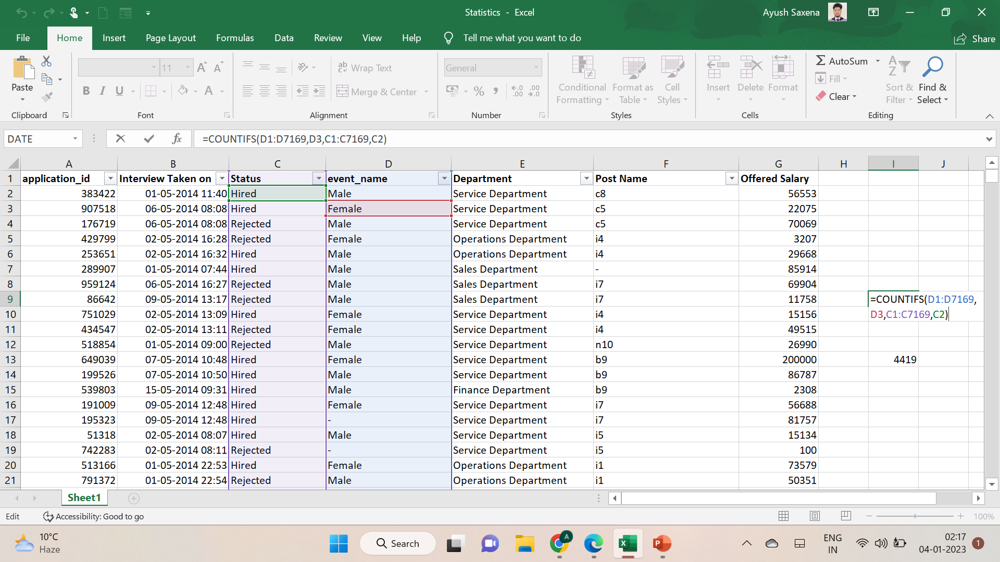 Statistics - Excel
Ayush Saxena
File Home Insert Page Layout Formulas Data Review View Help Tell me what you want to do
Share
Paste
Clipboard
11
B I U A
Font
ab Wrap Text
Merge & Center
Alignment
General
% ,
Number
Conditional Formatting
Format as Table
Cell Styles
Styles
Insert Delete Format
Cells
AutoSum
Fill
Clear
Sort & Filter
Find & Select
Editing
DATE fx =COUNTIFS(D1:D7169,D3,C1:C7169,C2)
A B C D E F G H I J
1 application_id Interview Taken on Status event_name Department Post Name Offered Salary
2 383422 01-05-2014 11:40 Hired Male Service Department c8 56553
3 907518 06-05-2014 08:08 Hired Female Service Department c5 22075
4 176719 06-05-2014 08:08 Rejected Male Service Department c5 70069
5 429799 02-05-2014 16:28 Rejected Female Operations Department i4 3207
6 253651 02-05-2014 16:32 Hired Male Operations Department i4 29668
7 289907 01-05-2014 07:44 Hired Male Sales Department - 85914
8 959124 06-05-2014 16:27 Rejected Male Sales Department i7 69904
9 86642 09-05-2014 13:17 Rejected Male Sales Department i7 11758 =COUNTIFS(D1:D7169,
10 751029 02-05-2014 13:09 Hired Female Service Department i4 15156 D3,C1:C7169,C2)
11 434547 02-05-2014 13:11 Rejected Female Service Department i4 49515
12 518854 01-05-2014 09:00 Rejected Male Service Department n10 26990
13 649039 07-05-2014 10:48 Hired Female Service Department b9 200000 4419
14 199526 07-05-2014 10:50 Hired Male Service Department b9 86787
15 539803 15-05-2014 09:31 Hired Male Finance Department b9 2308
16 191009 09-05-2014 12:48 Hired Female Service Department i7 56688
17 195323 09-05-2014 12:48 Hired - Service Department i7 81757
18 51318 02-05-2014 08:07 Hired Male Service Department i5 15134
19 742283 02-05-2014 08:11 Rejected - Service Department i5 100
20 513166 01-05-2014 22:53 Hired Female Operations Department i1 73579
21 791372 01-05-2014 22:54 Rejected Male Operations Department i1 50351
Sheet1
Edit Accessibility: Good to go 100%
10°C
Haze
Search
A
ENG
IN
02:17
04-01-2023
1